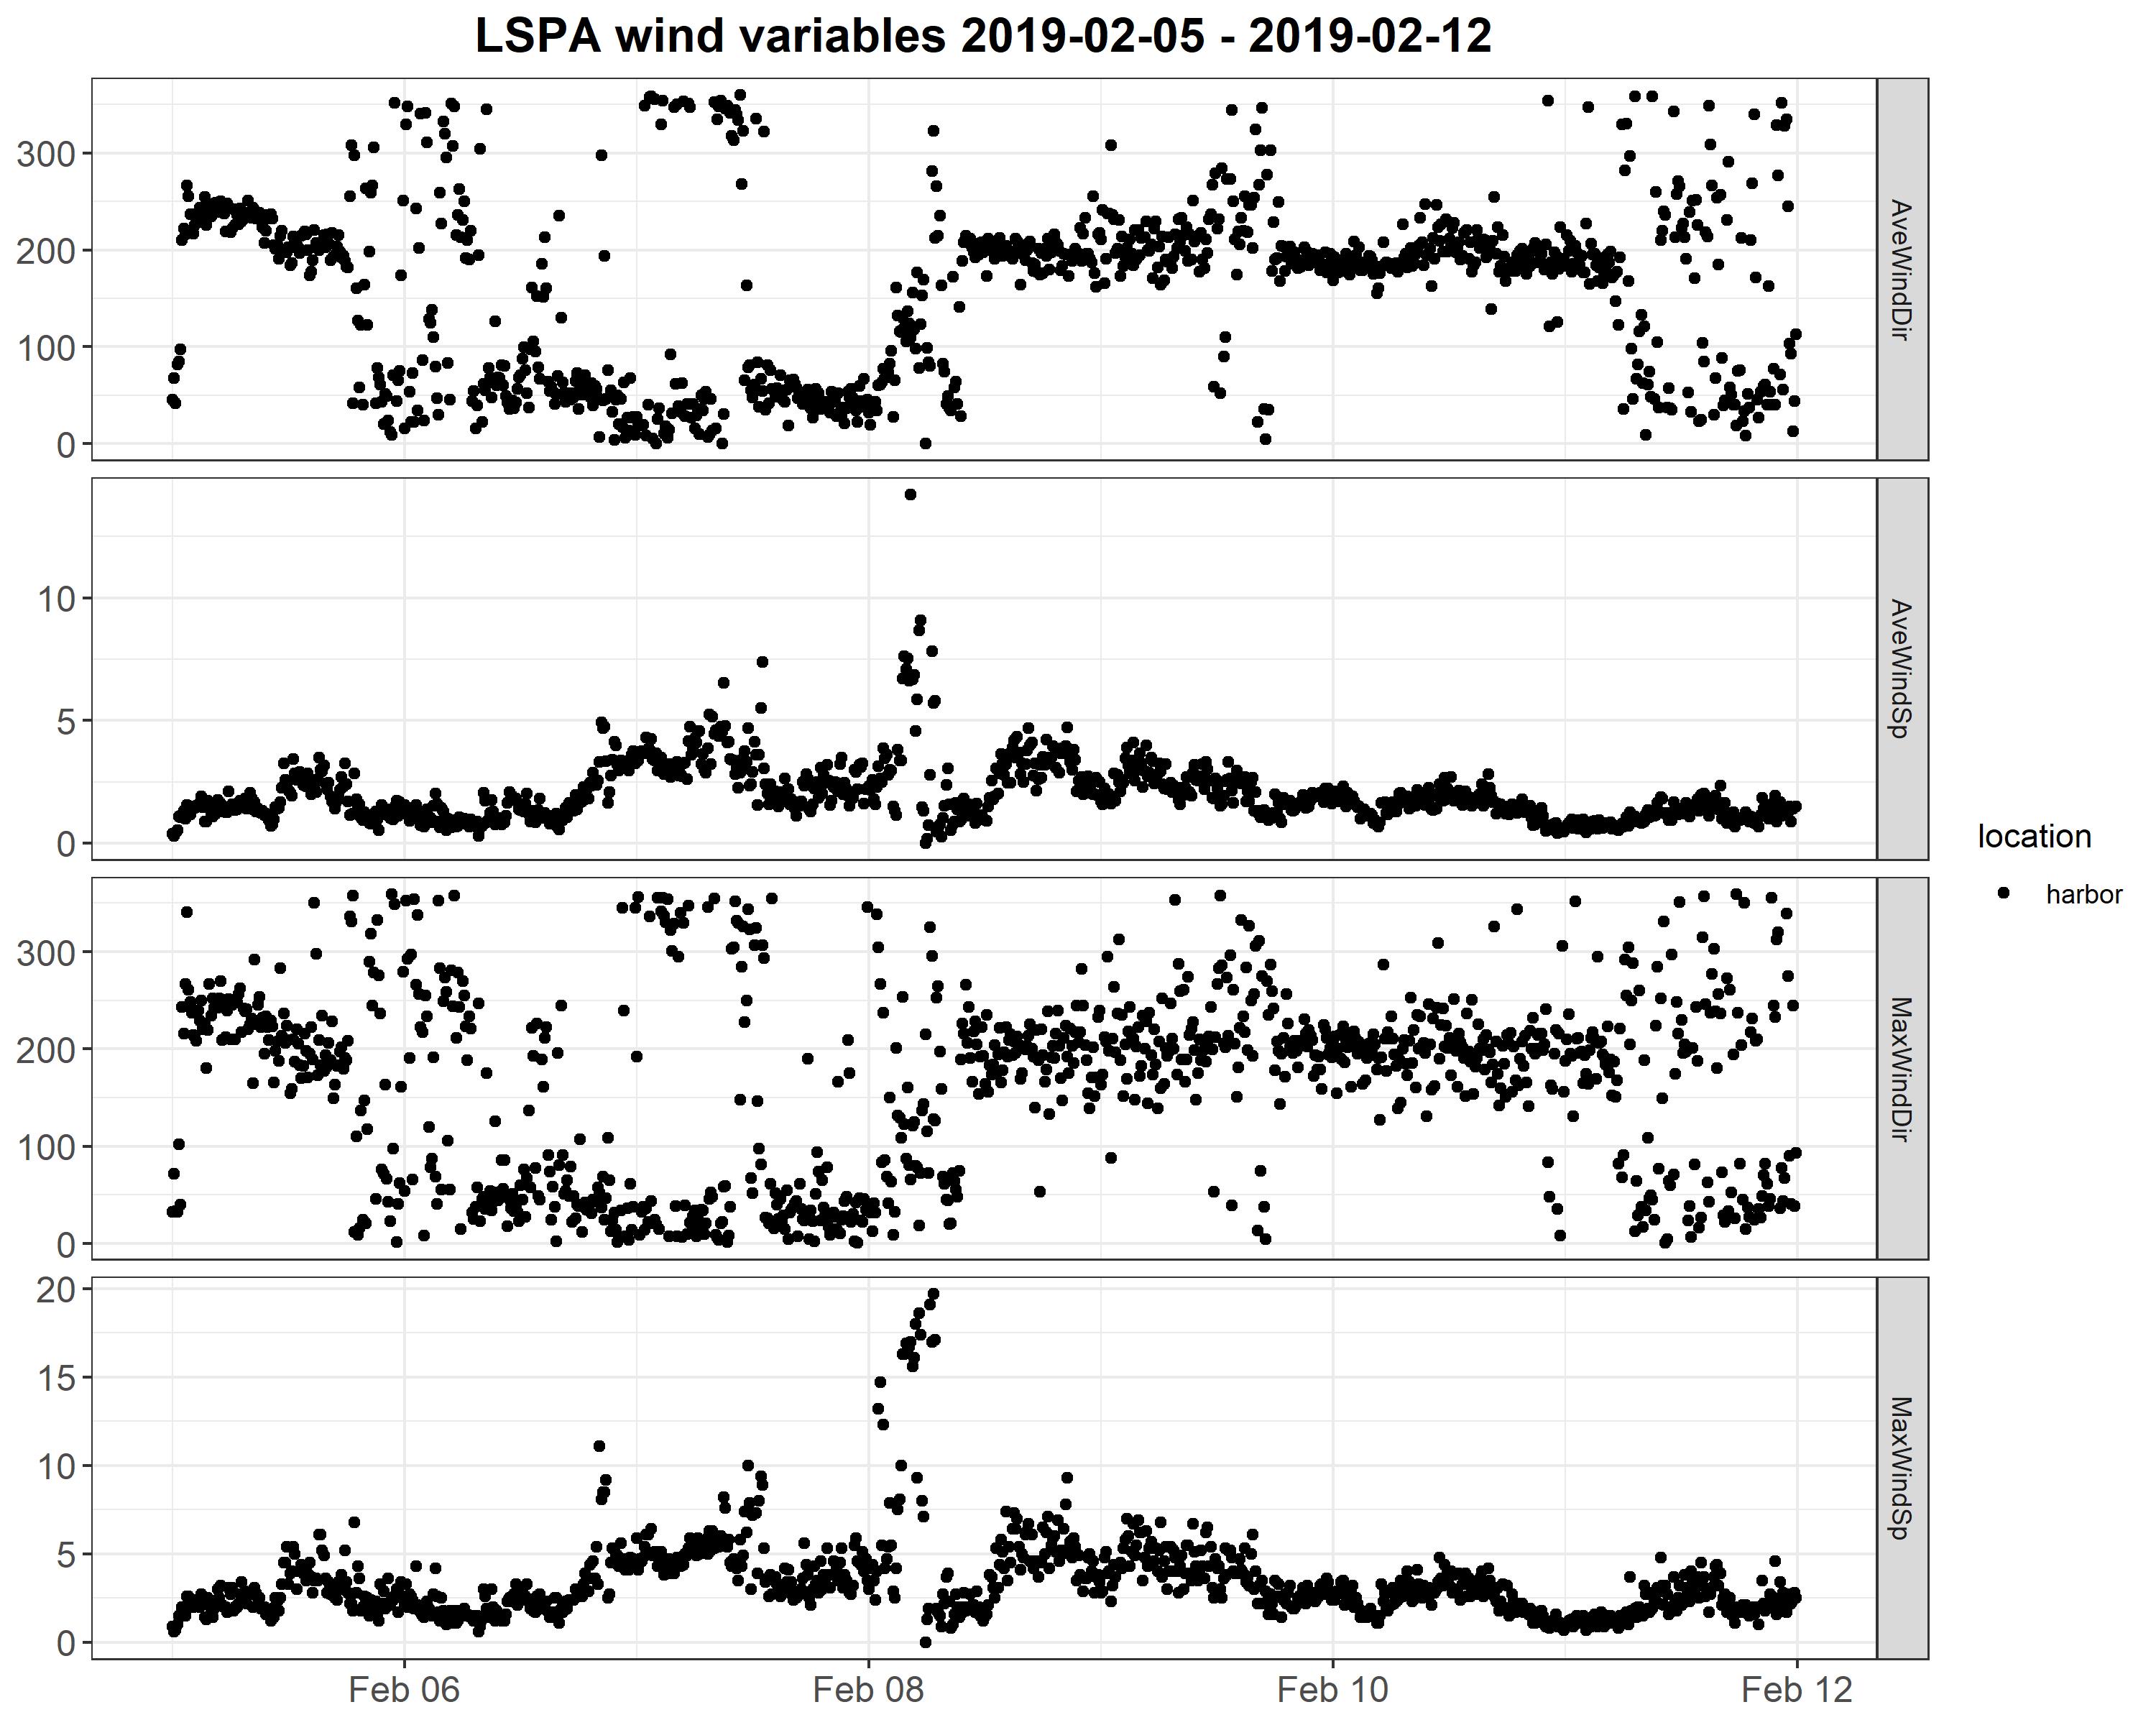 LSPA wind variables 2019-02-05 - 2019-02-12
300
200
100
0
AveWindDir
10
5
0
AveWindSp
300
200
100
0
MaxWindDir
20
15
10
5
0
MaxWindSp
Feb 06 Feb 08 Feb 10 Feb 12
location
harbor